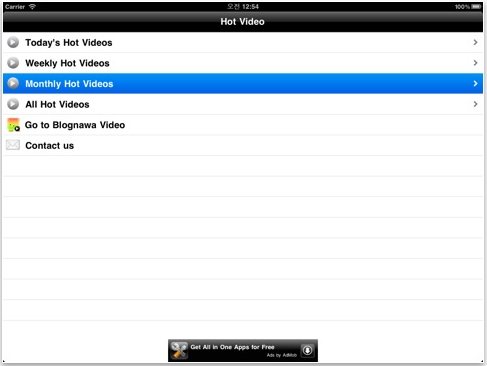 Carrier 오전 12:54 100%
Hot Video
Today's Hot Videos
Weekly Hot Videos
Monthly Hot Videos
All Hot Videos
Go to Blognawa Video
Contact us
Get All in One Apps for Free
Ads by AdMob